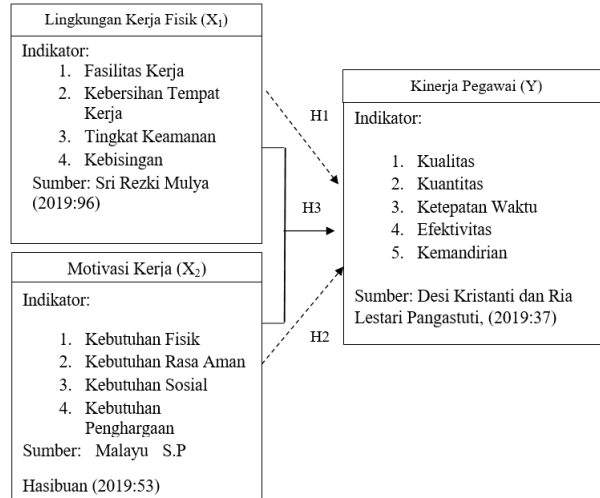 Lingkungan Kerja Fisik (X₁)
Indikator:
1. Fasilitas Kerja
2. Kebersihan Tempat
Kerja
3. Tingkat Keamanan
4. Kebisingan
Sumber: Sri Rezki Mulya
(2019:96)
Motivasi Kerja (X₂)
Indikator:
1. Kebutuhan Fisik
2. Kebutuhan Rasa Aman
3. Kebutuhan Sosial
4. Kebutuhan
Penghargaan
Sumber: Malayu S.P
Hasibuan (2019:53)
H1
H3
H2
Kinerja Pegawai (Y)
Indikator:
1. Kualitas
2. Kuantitas
3. Ketepatan Waktu
4. Efektivitas
5. Kemandirian
Sumber: Desi Kristanti dan Ria
Lestari Pangastuti, (2019:37)